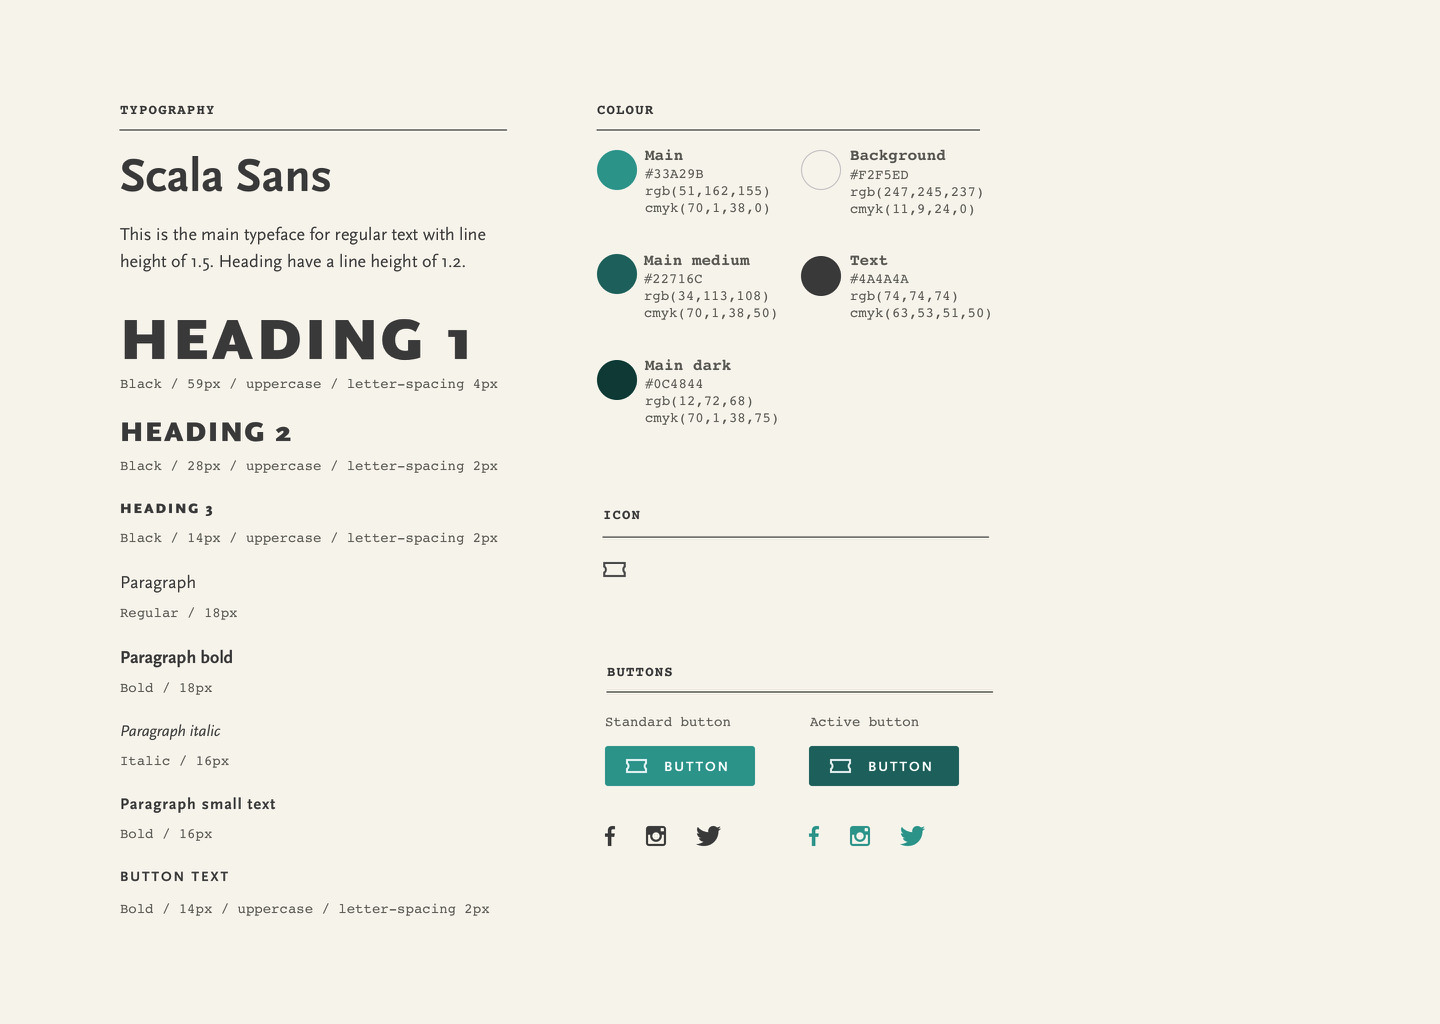 TYPOGRAPHY
Scala Sans
This is the main typeface for regular text with line
height of 1.5. Heading have a line height of 1.2.
HEADING 1
Black / 59px / uppercase / letter-spacing 4px
HEADING 2
Black / 28px / uppercase / letter-spacing 2px
HEADING 3
Black / 14px / uppercase / letter-spacing 2px
Paragraph
Regular / 18px
Paragraph bold
Bold / 18px
Paragraph italic
Italic / 16px
Paragraph small text
Bold / 16px
BUTTON TEXT
Bold / 14px / uppercase / letter-spacing 2px
COLOUR
Main
#33A29B
rgb(51,162,155)
cmyk(70,1,38,0)
Background
#F2F5ED
rgb(247,245,237)
cmyk(11,9,24,0)
Main medium
#22716C
rgb(34,113,108)
cmyk(70,1,38,50)
Text
#4A4A4A
rgb(74,74,74)
cmyk(63,53,51,50)
Main dark
#0C4844
rgb(12,72,68)
cmyk(70,1,38,75)
ICON
BUTTONS
Standard button
Active button
BUTTON
BUTTON